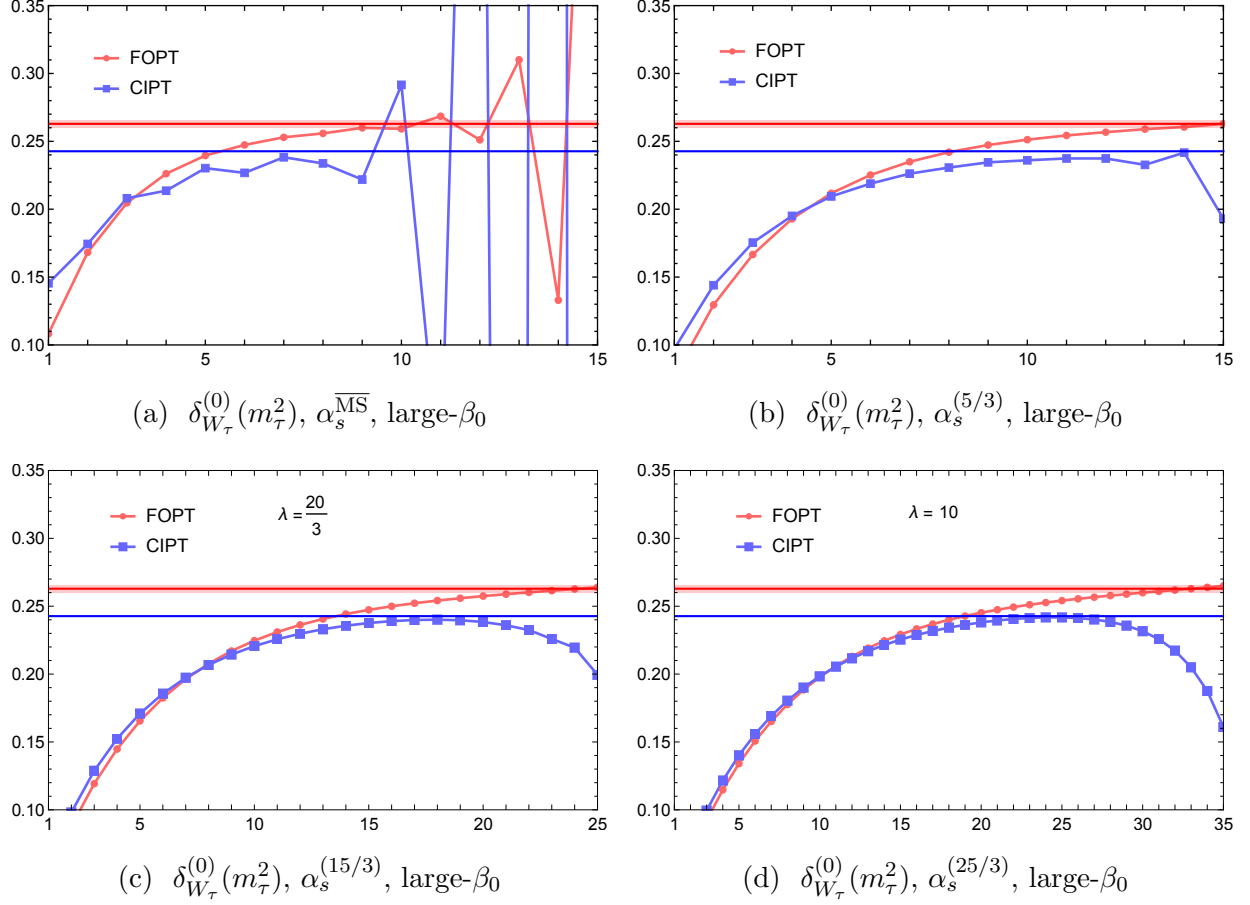 0.35
0.30
0.25
0.20
0.15
0.10
1 5 10 15
FOPT
CIPT
(a) δ_{W_τ}^{(0)}(m_τ^2), α_s^{\overline{MS}}, large-β_0
0.35
0.30
0.25
0.20
0.15
0.10
1 5 10 15
FOPT
CIPT
(b) δ_{W_τ}^{(0)}(m_τ^2), α_s^{(5/3)}, large-β_0
0.35
0.30
0.25
0.20
0.15
0.10
1 5 10 15 20 25
FOPT
CIPT
λ = 20/3
(c) δ_{W_τ}^{(0)}(m_τ^2), α_s^{(15/3)}, large-β_0
0.35
0.30
0.25
0.20
0.15
0.10
1 5 10 15 20 25 30 35
FOPT
CIPT
λ = 10
(d) δ_{W_τ}^{(0)}(m_τ^2), α_s^{(25/3)}, large-β_0